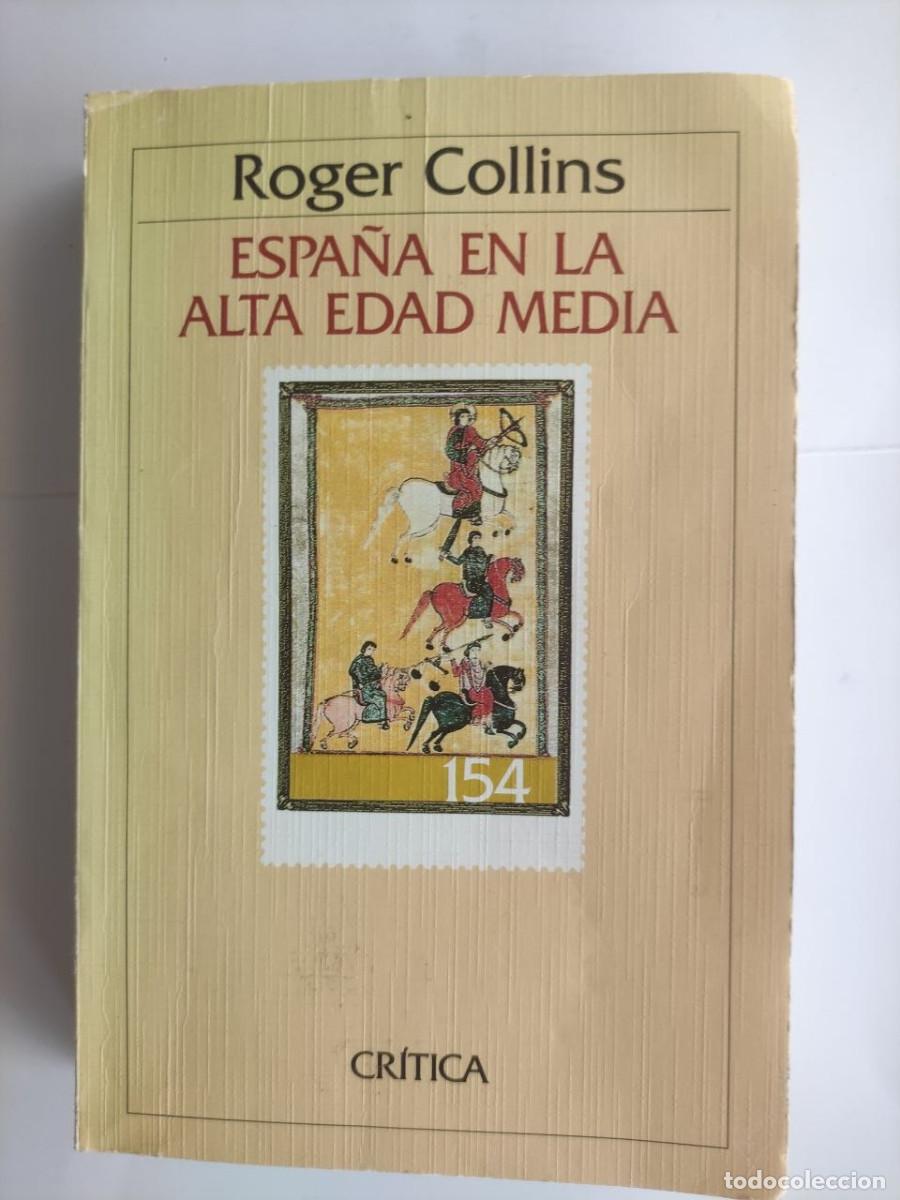 Roger Collins
ESPAÑA EN LA
ALTA EDAD MEDIA
154
CRÍTICA
todocoleccion